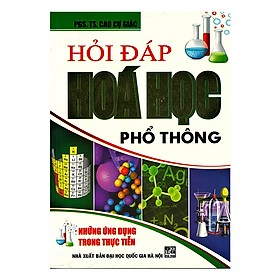 PGS. TS. CAO CỰ GIÁC
HỎI ĐÁP
HOÁ HỌC
PHỔ THÔNG
Ag
NHỮNG ỨNG DỤNG
TRONG THỰC TIỄN
NHÀ XUẤT BẢN ĐẠI HỌC QUỐC GIA HÀ NỘI